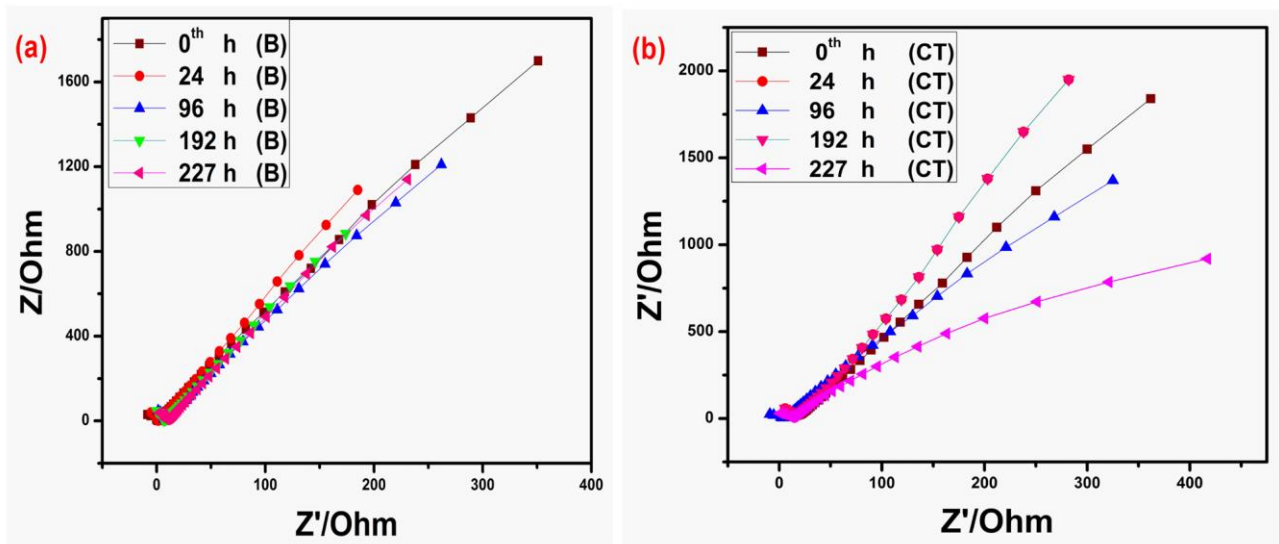 (a)
0th h (B)
24 h (B)
96 h (B)
192 h (B)
227 h (B)
1600
1200
800
400
0
Z/Ohm
0 100 200 300 400
Z'/Ohm
(b)
0th h (CT)
24 h (CT)
96 h (CT)
192 h (CT)
227 h (CT)
2000
1500
1000
500
0
Z'/Ohm
0 100 200 300 400
Z'/Ohm